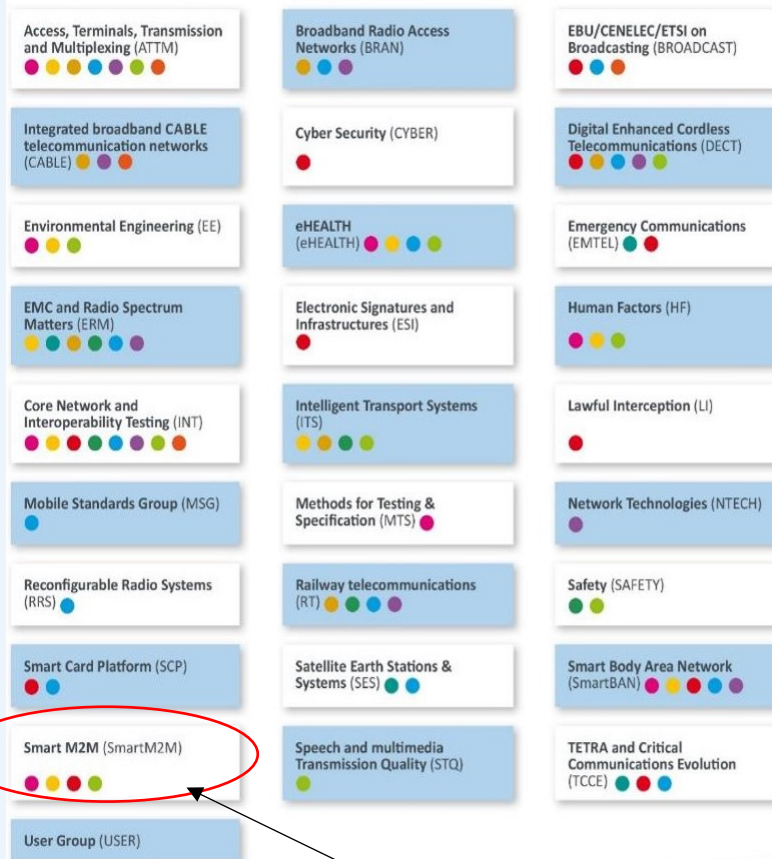 Access, Terminals, Transmission
and Multiplexing (ATTM)
Broadband Radio Access
Networks (BRAN)
EBU/CENELEC/ETSI on
Broadcasting (BROADCAST)
Integrated broadband CABLE
telecommunication networks
(CABLE)
Cyber Security (CYBER)
Digital Enhanced Cordless
Telecommunications (DECT)
Environmental Engineering (EE)
eHEALTH
(eHEALTH)
Emergency Communications
(EMTEL)
EMC and Radio Spectrum
Matters (ERM)
Electronic Signatures and
Infrastructures (ESI)
Human Factors (HF)
Core Network and
Interoperability Testing (INT)
Intelligent Transport Systems
(ITS)
Lawful Interception (LI)
Mobile Standards Group (MSG)
Methods for Testing &
Specification (MTS)
Network Technologies (NTECH)
Reconfigurable Radio Systems
(RRS)
Railway telecommunications
(RT)
Safety (SAFETY)
Smart Card Platform (SCP)
Satellite Earth Stations &
Systems (SES)
Smart Body Area Network
(SmartBAN)
Smart M2M (SmartM2M)
Speech and multimedia
Transmission Quality (STQ)
TETRA and Critical
Communications Evolution
(TCCE)
User Group (USER)